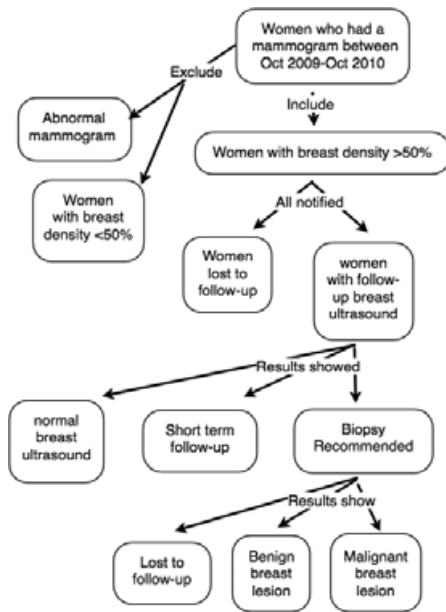 Women who had a
mammogram between
Oct 2009-Oct 2010
Exclude
Include
Abnormal
mammogram
Women with breast density >50%
Women
with breast
density <50%
All notified
Women
lost to
follow-up
women
with follow-
up breast
ultrasound
Results showed
normal
breast
ultrasound
Short term
follow-up
Biopsy
Recommended
Results show
Lost to
follow-up
Benign
breast
lesion
Malignant
breast
lesion